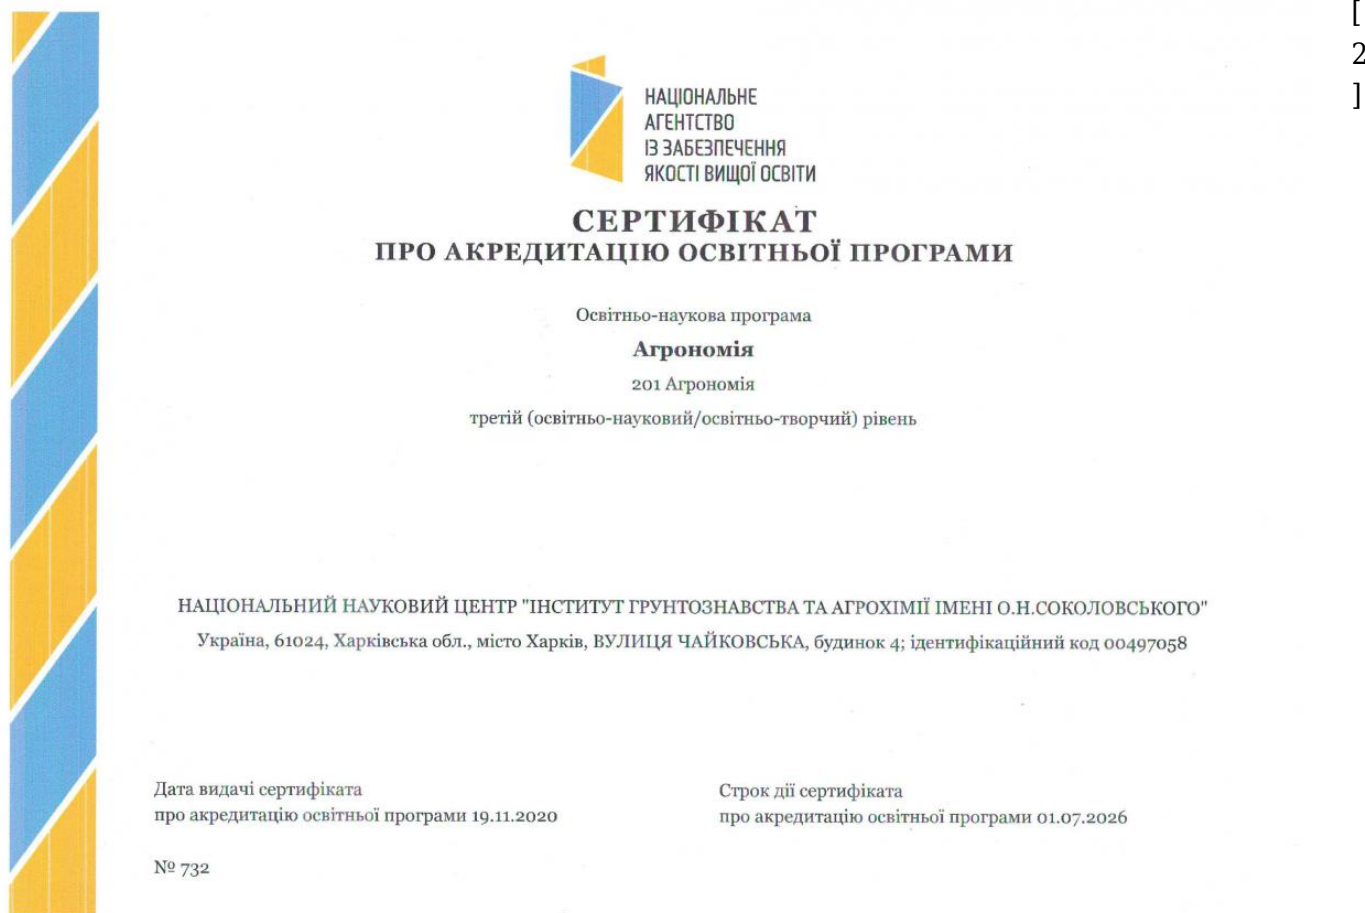 НАЦІОНАЛЬНЕ
АГЕНТСТВО
ІЗ ЗАБЕЗПЕЧЕННЯ
ЯКОСТІ ВИЩОЇ ОСВІТИ
СЕРТИФІКАТ
ПРО АКРЕДИТАЦІЮ ОСВІТНЬОЇ ПРОГРАМИ
Освітньо-наукова програма
Агрономія
201 Агрономія
третій (освітньо-науковий/освітньо-творчий) рівень
НАЦІОНАЛЬНИЙ НАУКОВИЙ ЦЕНТР "ІНСТИТУТ ГРУНТОЗНАВСТВА ТА АГРОХІМІЇ ІМЕНІ О.Н.СОКОЛОВСЬКОГО"
Україна, 61024, Харківська обл., місто Харків, ВУЛИЦЯ ЧАЙКОВСЬКА, будинок 4; ідентифікаційний код 00497058
Дата видачі сертифіката
про акредитацію освітньої програми 19.11.2020
Строк дії сертифіката
про акредитацію освітньої програми 01.07.2026
№ 732
[
2
]